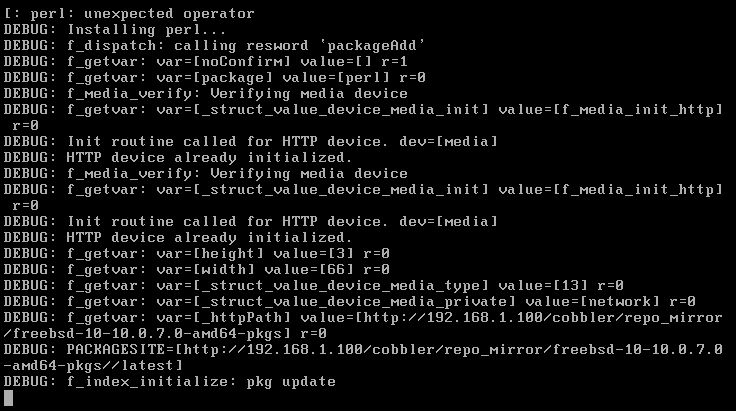 [: perl: unexpected operator
DEBUG: Installing perl...
DEBUG: f_dispatch: calling resword `packageAdd'
DEBUG: f_getvar: var=[noConfirm] value=[] r=1
DEBUG: f_getvar: var=[package] value=[perl] r=0
DEBUG: f_media_verify: Verifying media device
DEBUG: f_getvar: var=[_struct_value_device_media_init] value=[f_media_init_http]
 r=0
DEBUG: Init routine called for HTTP device. dev=[media]
DEBUG: HTTP device already initialized.
DEBUG: f_media_verify: Verifying media device
DEBUG: f_getvar: var=[_struct_value_device_media_init] value=[f_media_init_http]
 r=0
DEBUG: Init routine called for HTTP device. dev=[media]
DEBUG: HTTP device already initialized.
DEBUG: f_getvar: var=[height] value=[3] r=0
DEBUG: f_getvar: var=[width] value=[66] r=0
DEBUG: f_getvar: var=[_struct_value_device_media_type] value=[13] r=0
DEBUG: f_getvar: var=[_struct_value_device_media_private] value=[network] r=0
DEBUG: f_getvar: var=[_httpPath] value=[http://192.168.1.100/cobbler/repo_mirror
/freebsd-10-10.0.7.0-amd64-pkgs] r=0
DEBUG: PACKAGESITE=[http://192.168.1.100/cobbler/repo_mirror/freebsd-10-10.0.7.0
-amd64-pkgs//latest]
DEBUG: f_index_initialize: pkg update